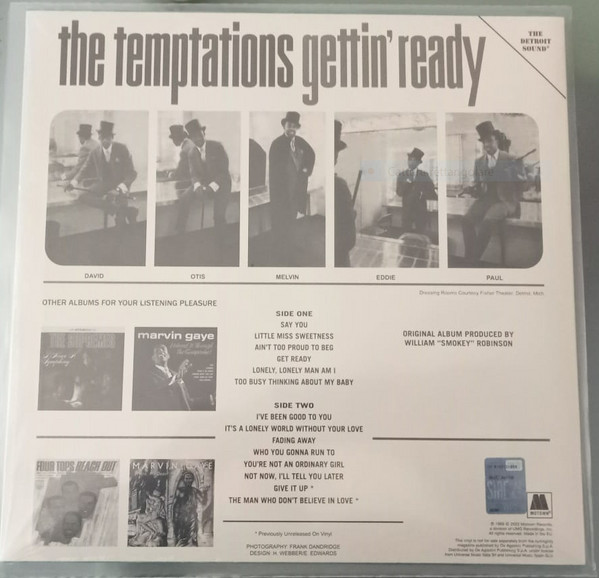 the temptations gettin' ready
THE
DETROIT
SOUND
DAVID OTIS MELVIN EDDIE PAUL
Dressing Rooms Courtesy Fisher Theater, Detroit, Mich.
OTHER ALBUMS FOR YOUR LISTENING PLEASURE
SIDE ONE
SAY YOU
LITTLE MISS SWEETNESS
AIN'T TOO PROUD TO BEG
GET READY
LONELY, LONELY MAN AM I
TOO BUSY THINKING ABOUT MY BABY
ORIGINAL ALBUM PRODUCED BY
WILLIAM "SMOKEY" ROBINSON
THE SUPREMES
marvin gaye
SIDE TWO
I'VE BEEN GOOD TO YOU
IT'S A LONELY WORLD WITHOUT YOUR LOVE
FADING AWAY
WHO YOU GONNA RUN TO
YOU'RE NOT AN ORDINARY GIRL
NOT NOW, I'LL TELL YOU LATER
GIVE IT UP *
THE MAN WHO DON'T BELIEVE IN LOVE *
FOUR TOPS REACH OUT
MARVIN GAYE
MOTOWN
* Previously Unreleased On Vinyl
PHOTOGRAPHY: FRANK DANDRIDGE
DESIGN: H. WEBBER/B. EDWARDS